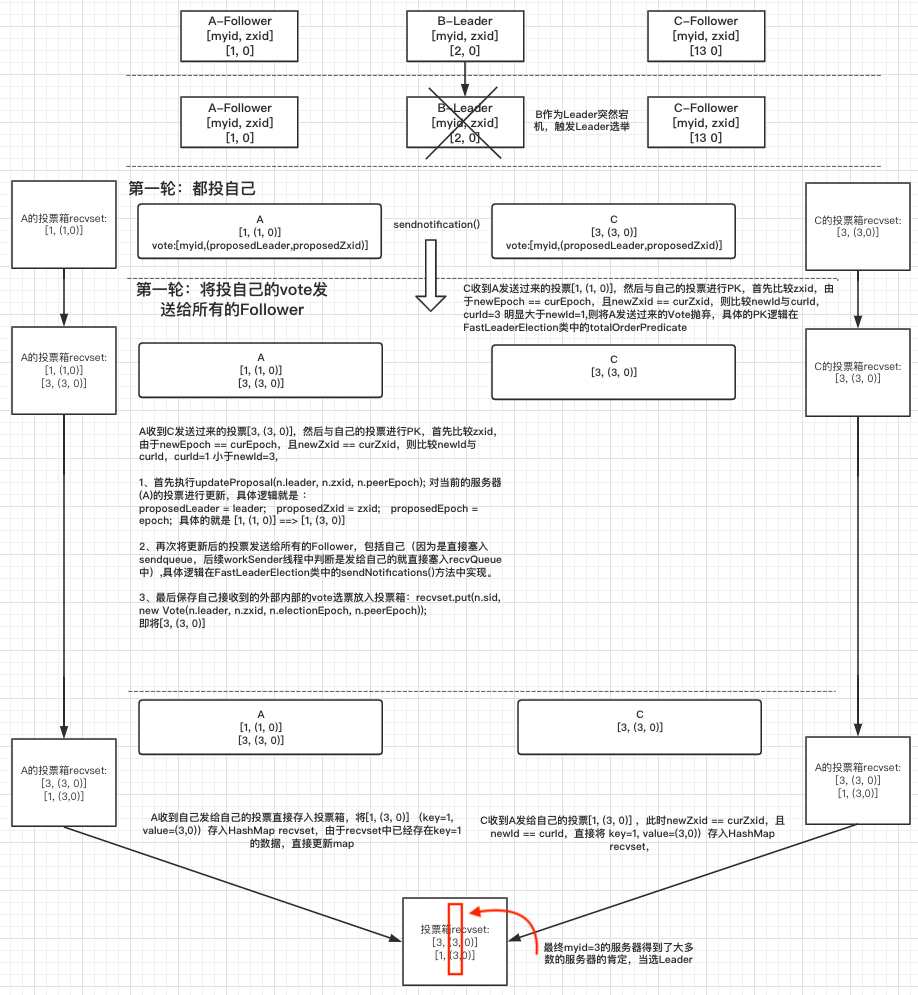 A-Follower
[myid, zxid]
[1, 0]
B-Leader
[myid, zxid]
[2, 0]
C-Follower
[myid, zxid]
[13 0]
A-Follower
[myid, zxid]
[1, 0]
B-Leader
[myid, zxid]
[2, 0]
B作为Leader突然宕
机，触发Leader选举
C-Follower
[myid, zxid]
[13 0]
第一轮：都投自己
A的投票箱recvset:
[1, (1,0)]
A
[1, (1, 0)]
vote:[myid,(proposedLeader,proposedZxid)]
sendnotification()
C
[3, (3, 0)]
vote:[myid,(proposedLeader,proposedZxid)]
C的投票箱recvset:
[3, (3,0)]
第一轮：将投自己的vote发
送给所有的Follower
C收到A发送过来的投票[1, (1, 0)]，然后与自己的投票进行PK，首先比较zxid，由
于newEpoch == curEpoch，且newZxid == curZxid，则比较newId与curId，
curId=3 明显大于newId=1,则将A发送过来的Vote抛弃，具体的PK逻辑在
FastLeaderElection类中的totalOrderPredicate
A的投票箱recvset:
[1, (1,0)]
[3, (3, 0)]
A
[1, (1, 0)]
[3, (3, 0)]
C
[3, (3, 0)]
C的投票箱recvset:
[3, (3, 0)]
A收到C发送过来的投票[3, (3, 0)]，然后与自己的投票进行PK，首先比较zxid，
由于newEpoch == curEpoch，且newZxid == curZxid，则比较newId与
curId，curId=1 小于newId=3,
1、首先执行updateProposal(n.leader, n.zxid, n.peerEpoch); 对当前的服务器
(A)的投票进行更新，具体逻辑就是：
proposedLeader = leader; proposedZxid = zxid; proposedEpoch =
epoch；具体的就是 [1, (1, 0)] ==> [1, (3, 0)]
2、再次将更新后的投票发送给所有的Follower，包括自己（因为是直接塞入
sendqueue，后续workSender线程中判断是发给自己的就直接塞入recvQueue
中）,具体逻辑在FastLeaderElection类中的sendNotifications()方法中实现。
3、最后保存自己接收到的外部内部的vote选票放入投票箱：recvset.put(n.sid,
new Vote(n.leader, n.zxid, n.electionEpoch, n.peerEpoch));
即将[3, (3, 0)]
A
[1, (1, 0)]
[3, (3, 0)]
C
[3, (3, 0)]
A的投票箱recvset:
[3, (3, 0)]
[1, (3,0)]
A的投票箱recvset:
[3, (3, 0)]
[1, (3,0)]
A收到自己发给自己的投票直接存入投票箱，将[1, (3, 0)] （key=1,
value=(3,0)）存入HashMap recvset，由于recvset中已经存在key=1
的数据，直接更新map
C收到A发给自己的投票[1, (3, 0)] ，此时newZxid == curZxid，且
newId == curId，直接将 key=1, value=(3,0)）存入HashMap
recvset,
投票箱recvset:
[3, (3, 0)]
[1, (3,0)]
最终myid=3的服务器得到了大多
数的服务器的肯定，当选Leader